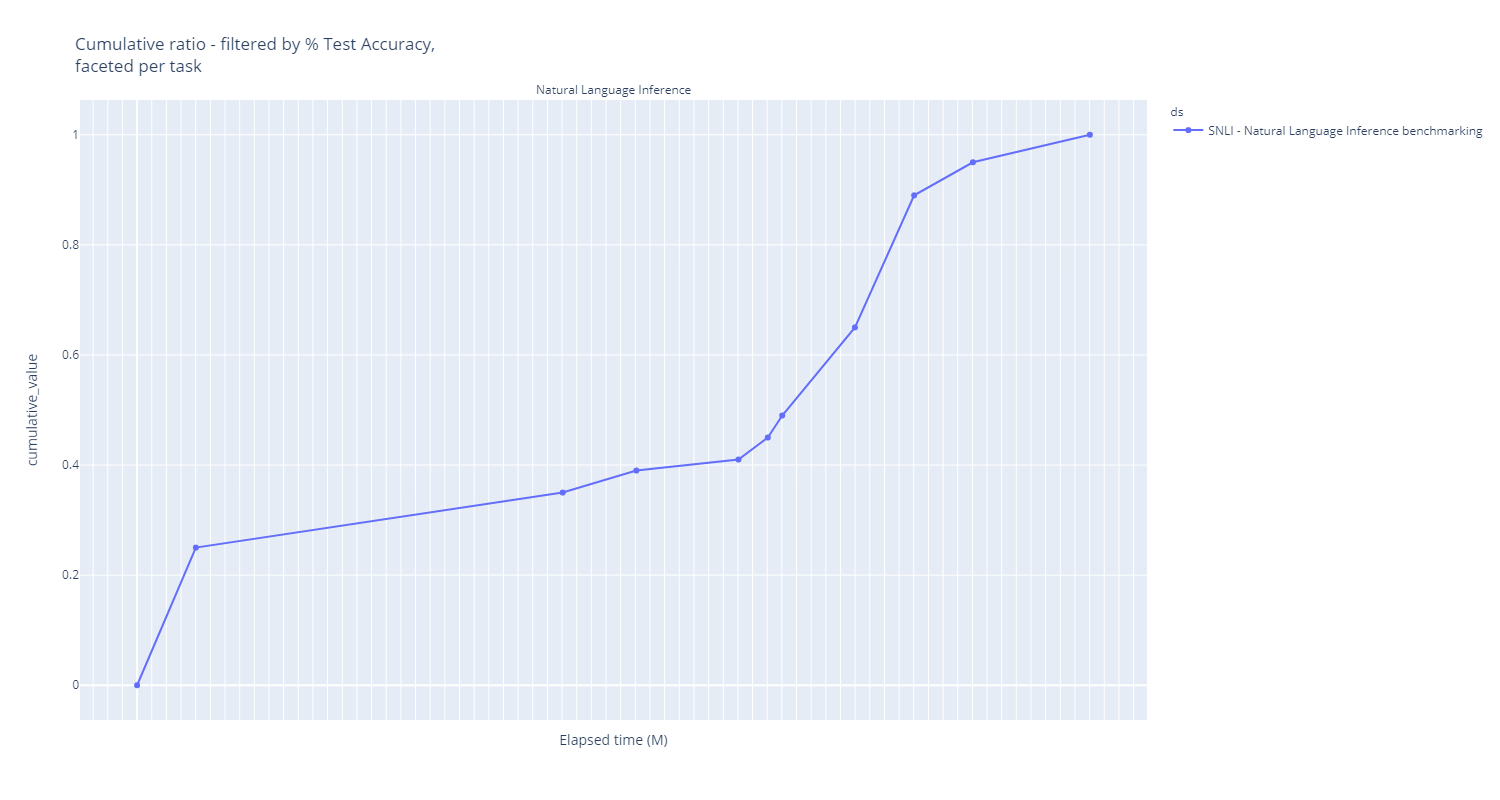 Cumulative ratio - filtered by % Test Accuracy,
faceted per task
Natural Language Inference
ds
SNLI - Natural Language Inference benchmarking
1
0.8
0.6
0.4
0.2
0
cumulative_value
Elapsed time (M)